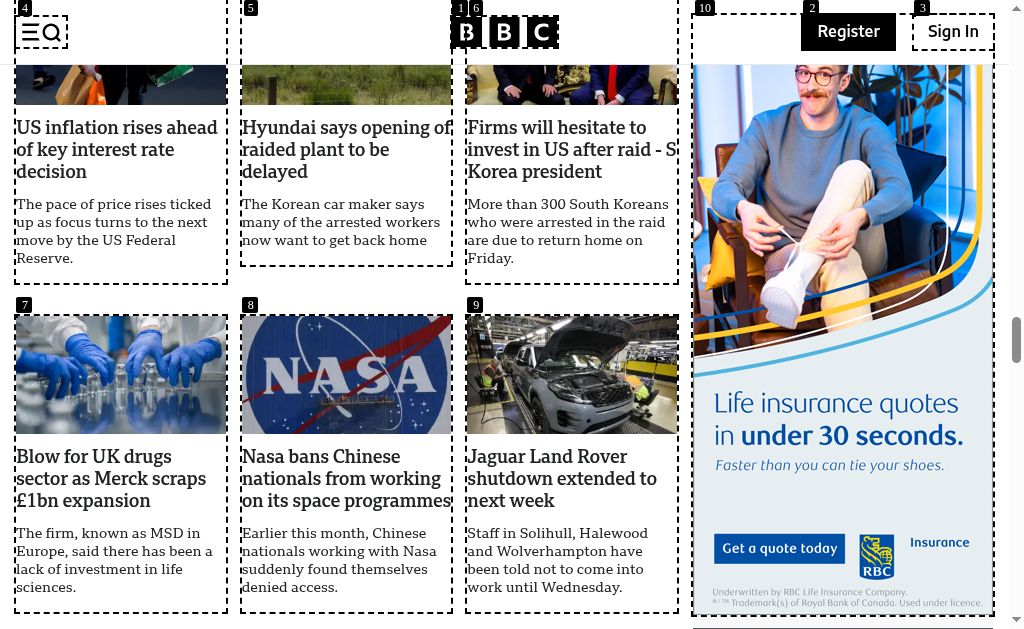 4
5
1 6
10
2
3
BBC
Register
Sign In
US inflation rises ahead
of key interest rate
decision
The pace of price rises ticked
up as focus turns to the next
move by the US Federal
Reserve.
Hyundai says opening of
raided plant to be
delayed
The Korean car maker says
many of the arrested workers
now want to get back home
Firms will hesitate to
invest in US after raid - S
Korea president
More than 300 South Koreans
who were arrested in the raid
are due to return home on
Friday.
7
8
9
NASA
Blow for UK drugs
sector as Merck scraps
£1bn expansion
The firm, known as MSD in
Europe, said there has been a
lack of investment in life
sciences.
Nasa bans Chinese
nationals from working
on its space programmes
Earlier this month, Chinese
nationals working with Nasa
suddenly found themselves
denied access.
Jaguar Land Rover
shutdown extended to
next week
Staff in Solihull, Halewood
and Wolverhampton have
been told not to come into
work until Wednesday.
Life insurance quotes
in under 30 seconds.
Faster than you can tie your shoes.
Get a quote today
RBC
Insurance
Underwritten by RBC Life Insurance Company.
®/™ Trademark(s) of Royal Bank of Canada. Used under licence.